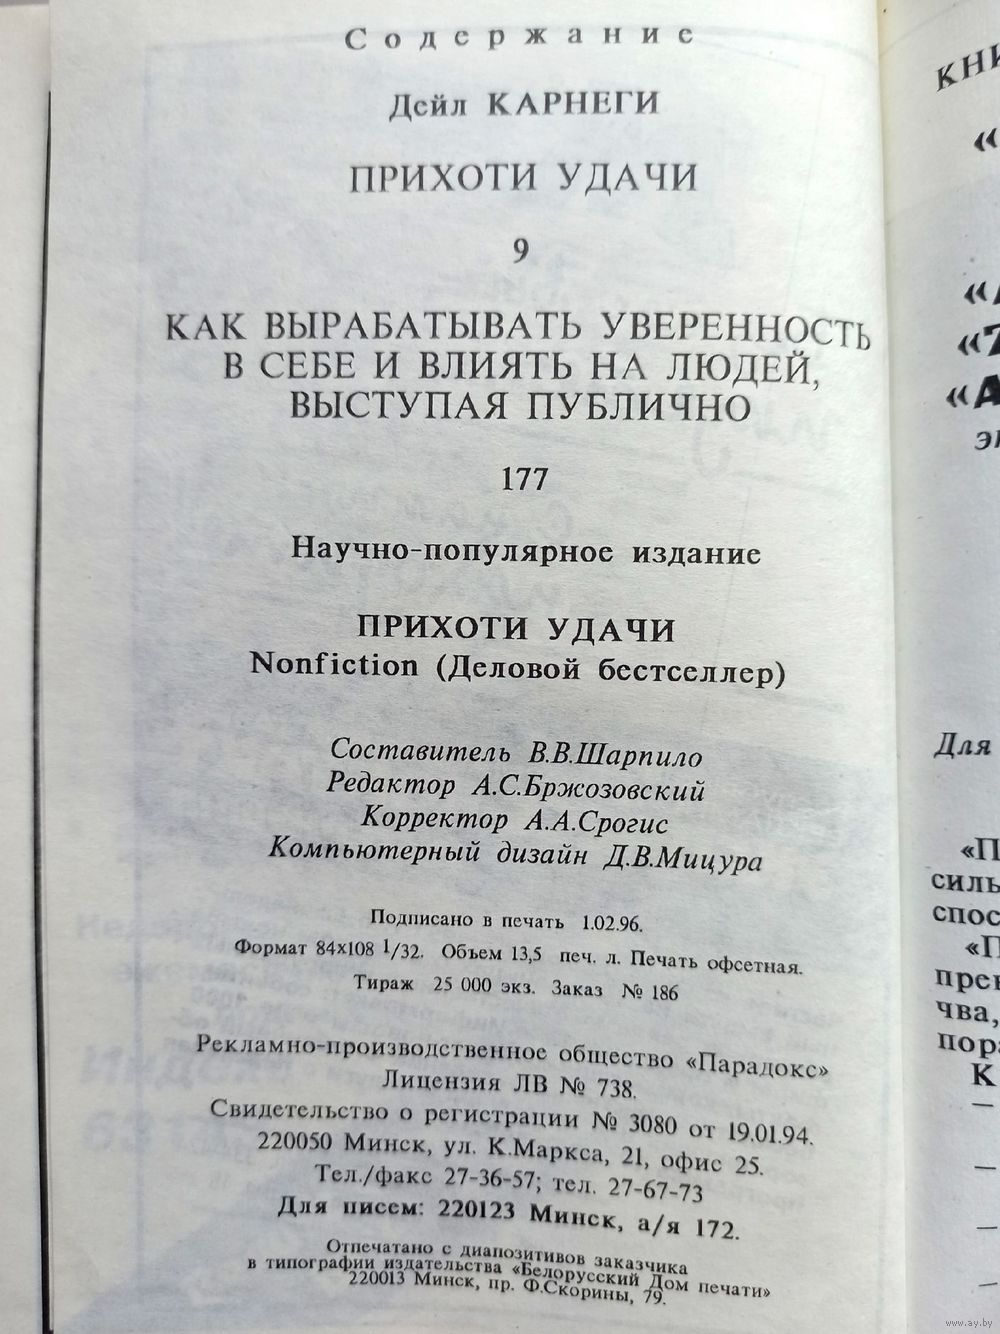 Содержание
Дейл КАРНЕГИ
ПРИХОТИ УДАЧИ
9
КАК ВЫРАБАТЫВАТЬ УВЕРЕННОСТЬ
В СЕБЕ И ВЛИЯТЬ НА ЛЮДЕЙ,
ВЫСТУПАЯ ПУБЛИЧНО
177
Научно-популярное издание
ПРИХОТИ УДАЧИ
Nonfiction (Деловой бестселлер)
Составитель В.В.Шарпило
Редактор А.С.Бржозовский
Корректор А.А.Срогис
Компьютерный дизайн Д.В.Мицура
Подписано в печать 1.02.96.
Формат 84x108 1/32. Объем 13,5 печ. л. Печать офсетная.
Тираж 25 000 экз. Заказ № 186
Рекламно-производственное общество «Парадокс»
Лицензия ЛВ № 738.
Свидетельство о регистрации № 3080 от 19.01.94.
220050 Минск, ул. К.Маркса, 21, офис 25.
Тел./факс 27-36-57; тел. 27-67-73
Для писем: 220123 Минск, а/я 172.
Отпечатано с диапозитивов заказчика
в типографии издательства «Белорусский Дом печати»
220013 Минск, пр. Ф.Скорины, 79.
Для
www.ay.by